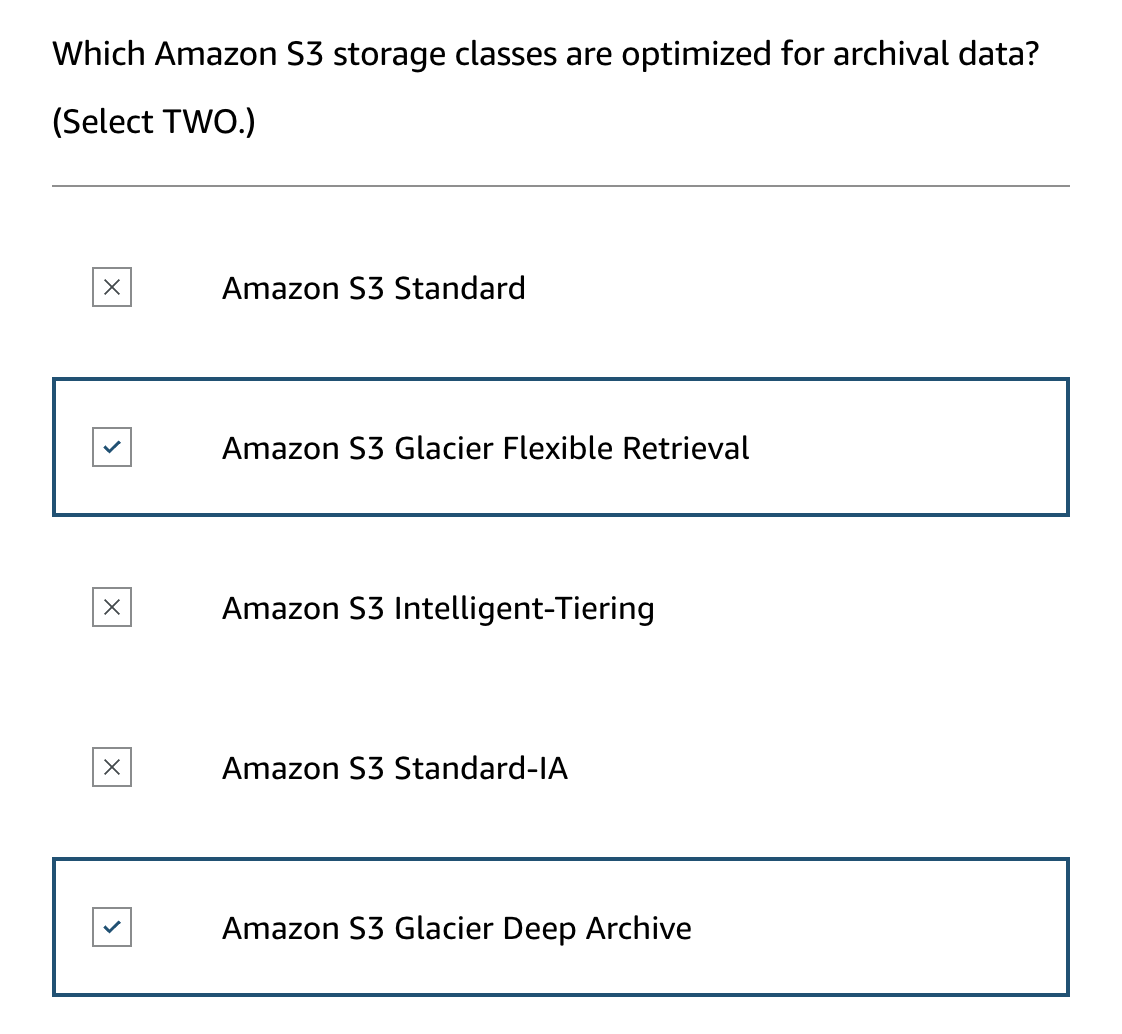 Which Amazon S3 storage classes are optimized for archival data?
(Select TWO.)
Amazon S3 Standard
Amazon S3 Glacier Flexible Retrieval
Amazon S3 Intelligent-Tiering
Amazon S3 Standard-IA
Amazon S3 Glacier Deep Archive